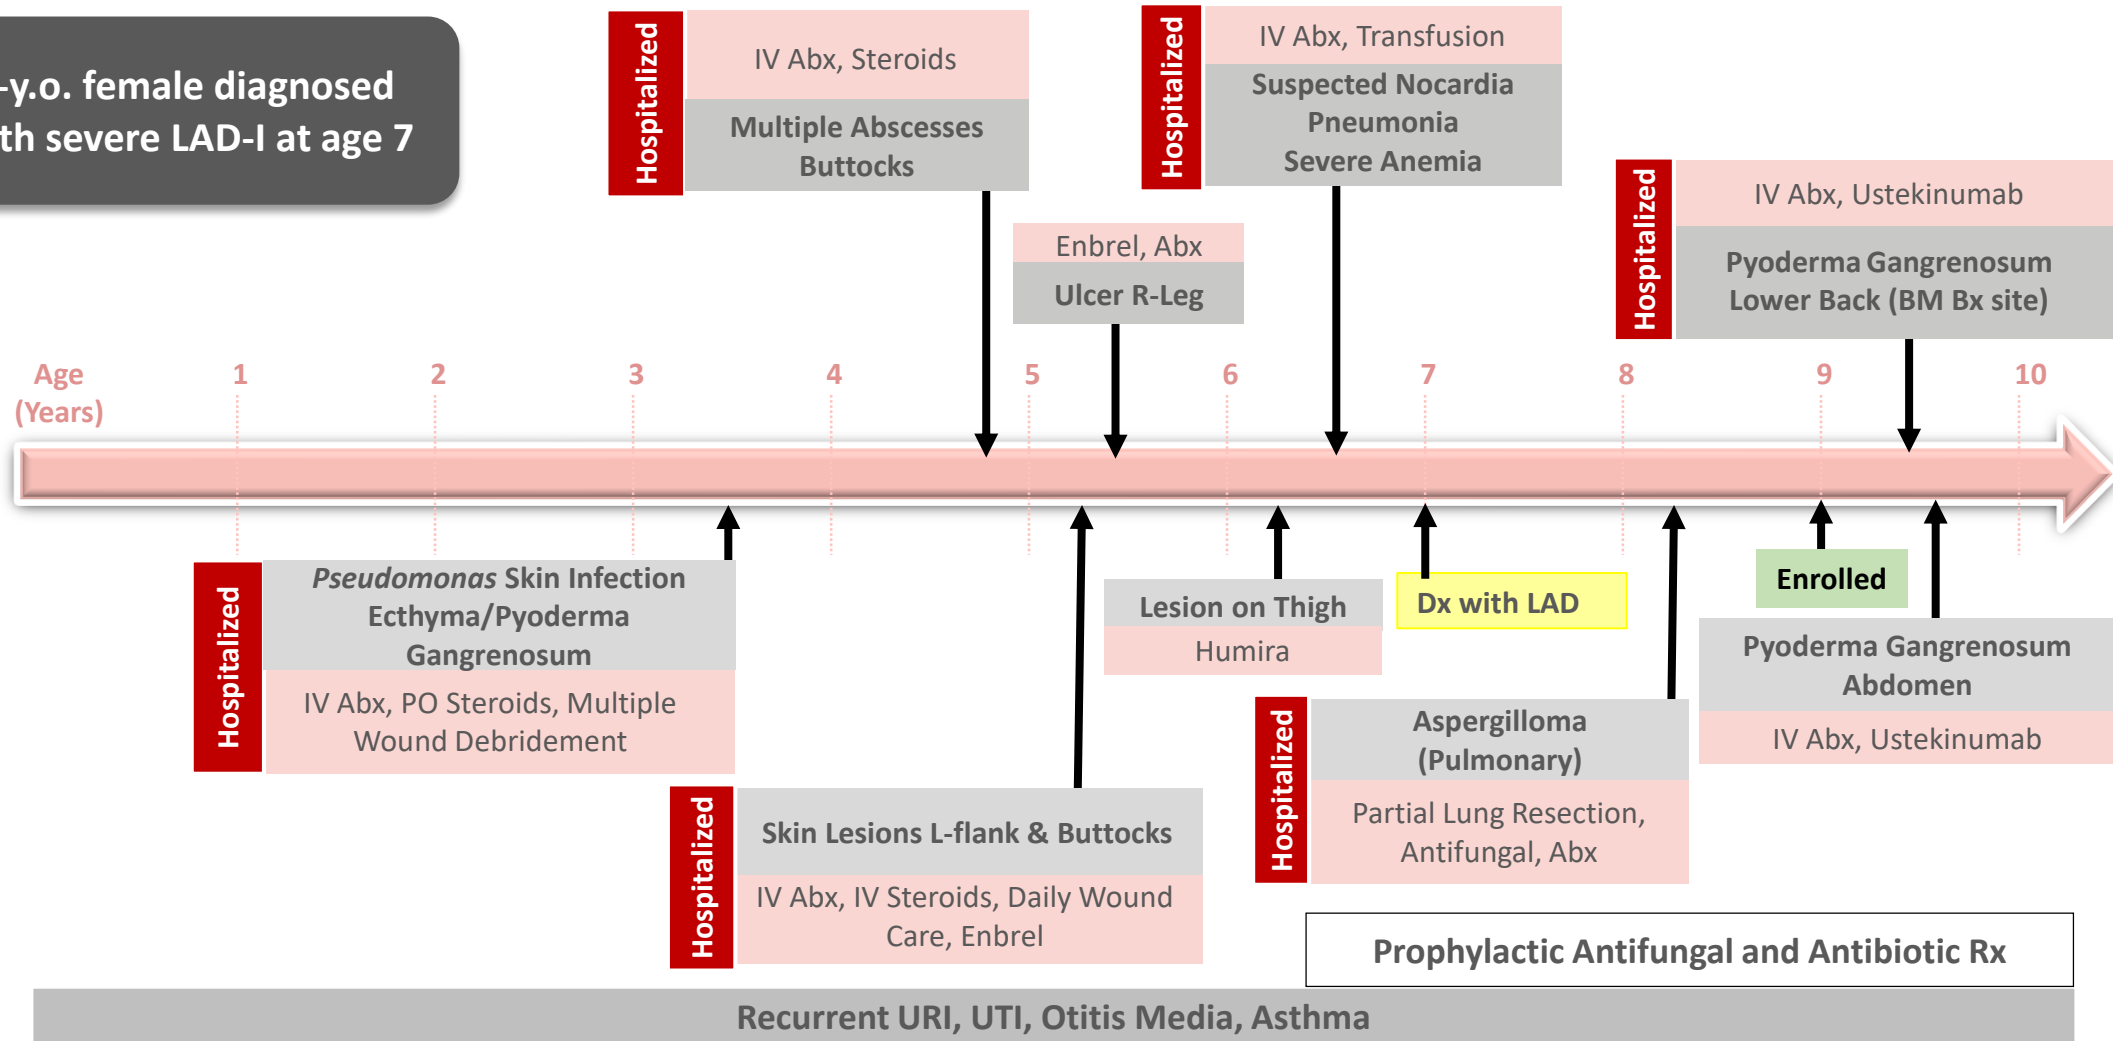 -y.o. female diagnosed
th severe LAD-I at age 7
Hospitalized
IV Abx, Steroids
Multiple Abscesses
Buttocks
Hospitalized
IV Abx, Transfusion
Suspected Nocardia
Pneumonia
Severe Anemia
Enbrel, Abx
Ulcer R-Leg
Hospitalized
IV Abx, Ustekinumab
Pyoderma Gangrenosum
Lower Back (BM Bx site)
Age
(Years)
1
2
3
4
5
6
7
8
9
10
Hospitalized
Pseudomonas Skin Infection
Ecthyma/Pyoderma
Gangrenosum
IV Abx, PO Steroids, Multiple
Wound Debridement
Hospitalized
Skin Lesions L-flank & Buttocks
IV Abx, IV Steroids, Daily Wound
Care, Enbrel
Lesion on Thigh
Humira
Dx with LAD
Hospitalized
Aspergilloma
(Pulmonary)
Partial Lung Resection,
Antifungal, Abx
Enrolled
Pyoderma Gangrenosum
Abdomen
IV Abx, Ustekinumab
Prophylactic Antifungal and Antibiotic Rx
Recurrent URI, UTI, Otitis Media, Asthma